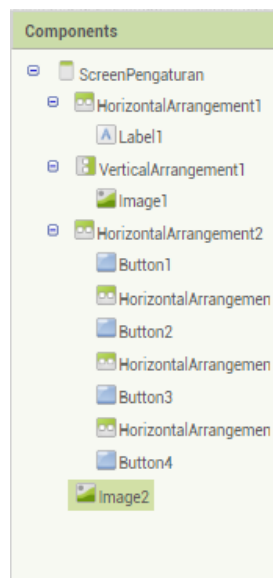 Components
ScreenPengaturan
HorizontalArrangement1
Label1
VerticalArrangement1
Image1
HorizontalArrangement2
Button1
HorizontalArrangemen
Button2
HorizontalArrangemen
Button3
HorizontalArrangemen
Button4
Image2